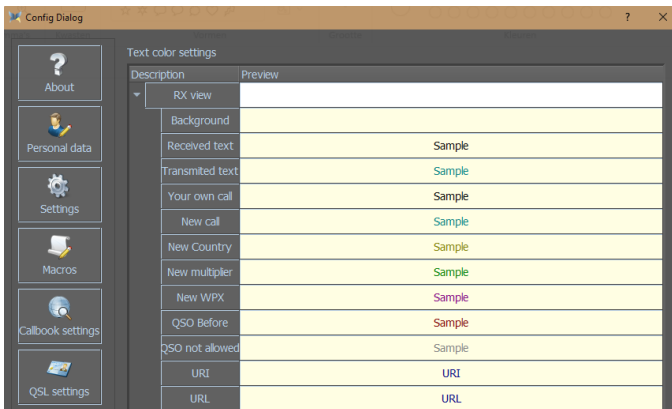 Config Dialog ? ×
Text color settings
Description Preview
About
RX view
Background
Personal data
Received text Sample
Transmited text Sample
Your own call Sample
Settings
New call Sample
New Country Sample
Macros
New multiplier Sample
New WPX Sample
Callbook settings
QSO Before Sample
QSO not allowed Sample
QSL settings
URI URI
URL URL